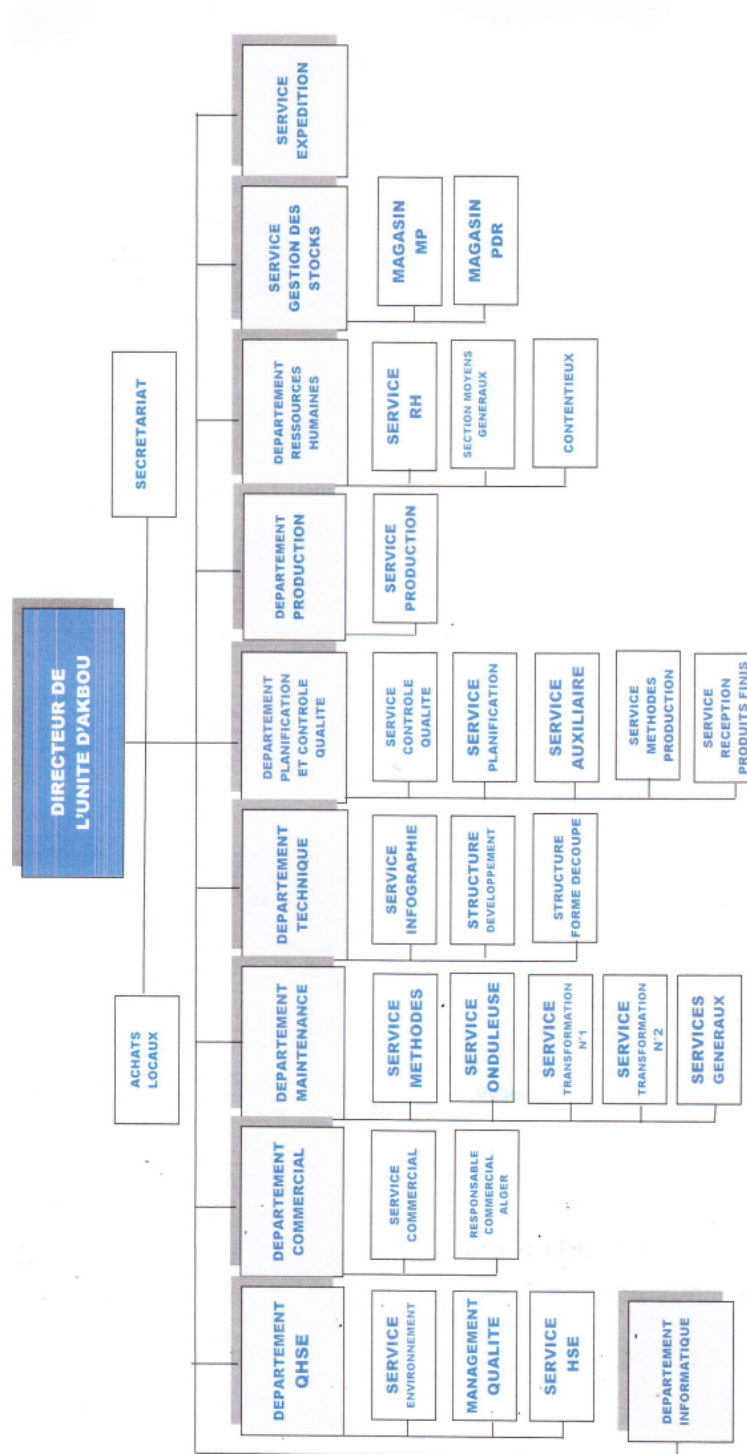 DIRECTEUR DE
L'UNITE D'AKBOU
ACHATS
LOCAUX
SECRETARIAT
DEPARTEMENT
QHSE
SERVICE
ENVIRONNEMENT
MANAGEMENT
QUALITE
SERVICE
HSE
DEPARTEMENT
INFORMATIQUE
DEPARTEMENT
COMMERCIAL
SERVICE
COMMERCIAL
RESPONSABLE
COMMERCIAL
ALGER
DEPARTEMENT
MAINTENANCE
SERVICE
METHODES
SERVICE
ONDULEUSE
SERVICE
TRANSFORMATION
N°1
SERVICE
TRANSFORMATION
N°2
SERVICES
GENERAUX
DEPARTEMENT
TECHNIQUE
SERVICE
INFOGRAPHIE
STRUCTURE
DEVELOPPEMENT
STRUCTURE
FORME DECOUPE
DEPARTEMENT
PLANIFICATION
ET CONTROLE
QUALITE
SERVICE
CONTROLE
QUALITE
SERVICE
PLANIFICATION
SERVICE
AUXILIAIRE
SERVICE
METHODES
PRODUCTION
SERVICE
RECEPTION
PRODUITS FINIS
DEPARTEMENT
PRODUCTION
SERVICE
PRODUCTION
DEPARTEMENT
RESSOURCES
HUMAINES
SERVICE
RH
SECTION MOYENS
GENERAUX
CONTENTIEUX
SERVICE
GESTION DES
STOCKS
MAGASIN
MP
MAGASIN
PDR
SERVICE
EXPEDITION